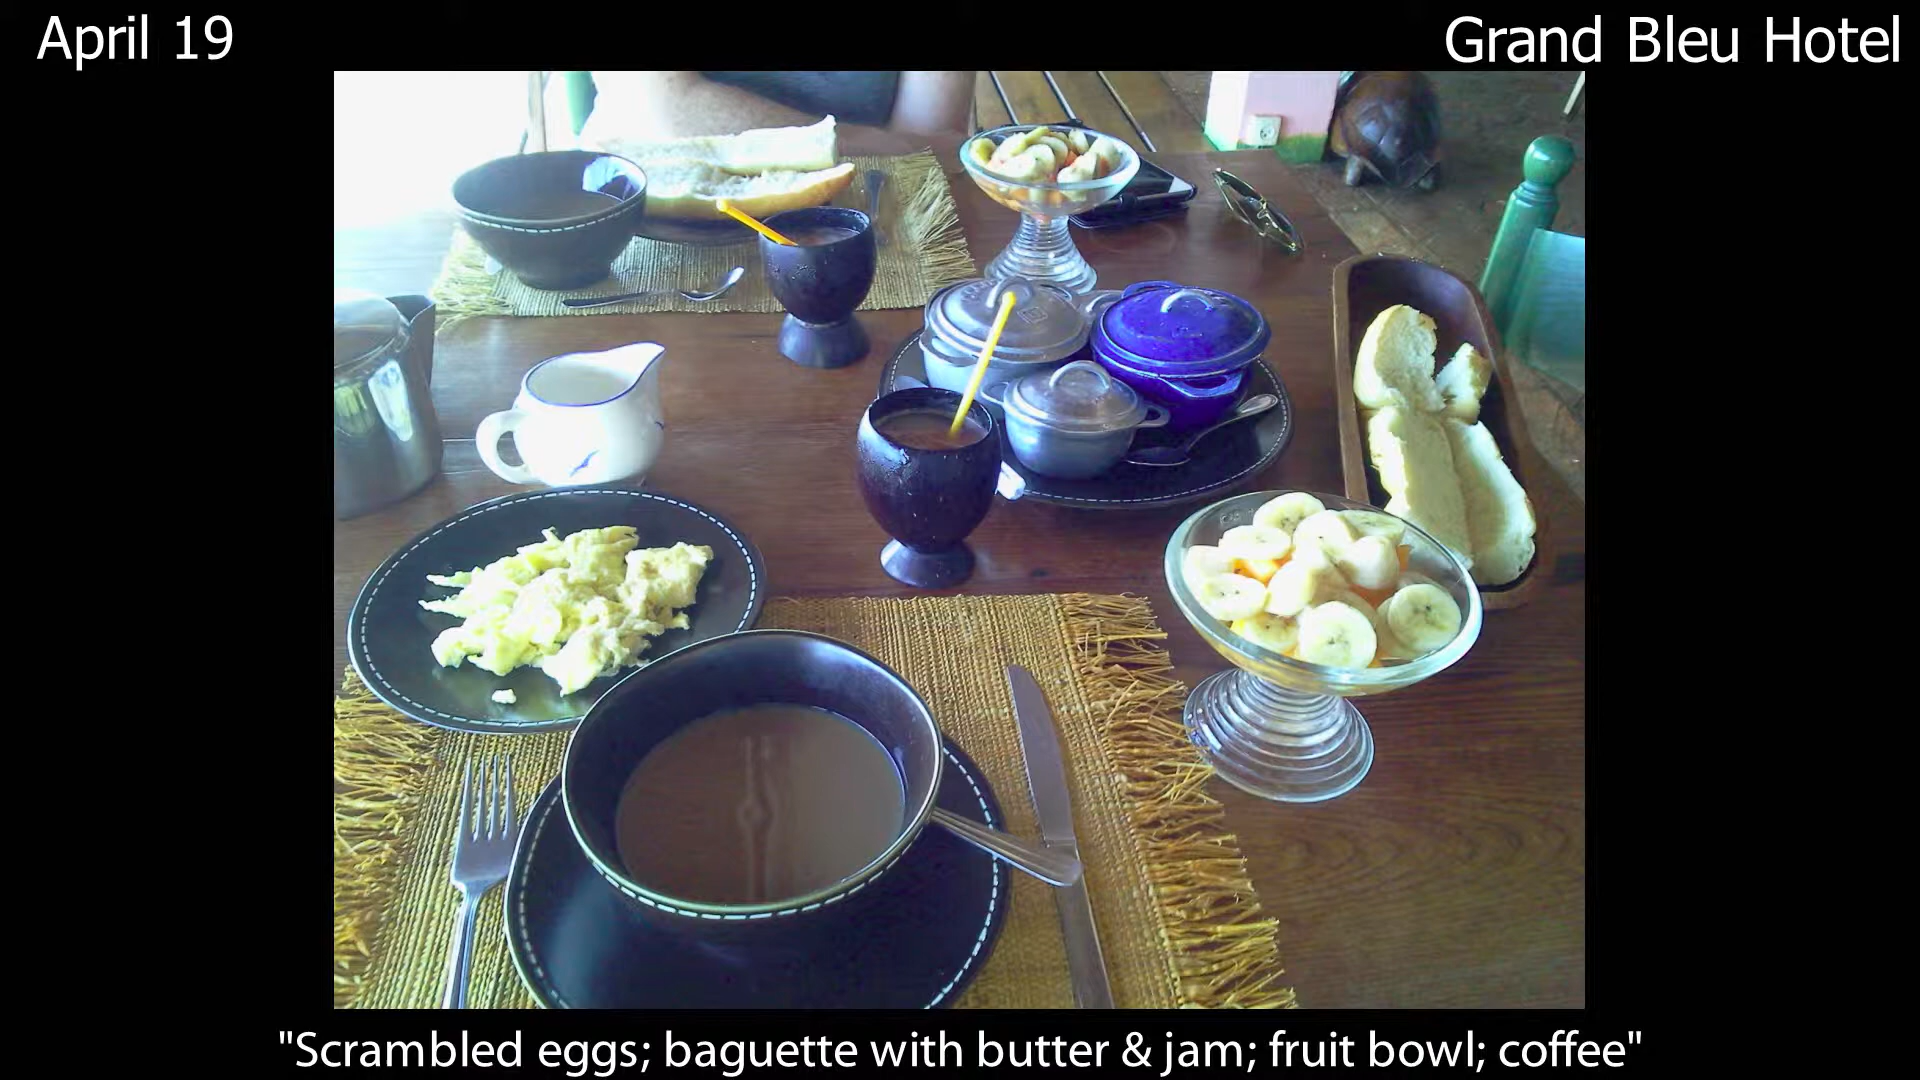 April 19
Grand Bleu Hotel
"Scrambled eggs; baguette with butter & jam; fruit bowl; coffee"